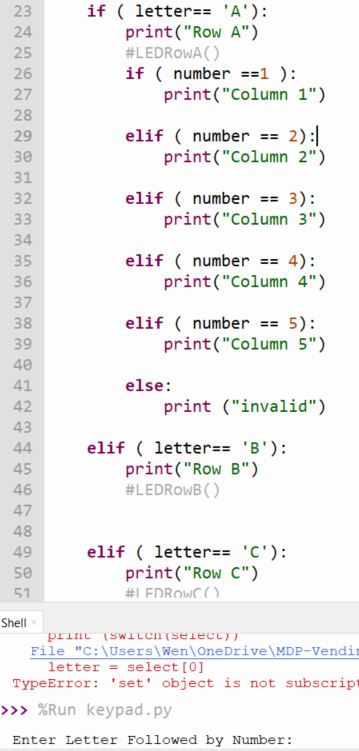 23 if ( letter== 'A'):
24 print("Row A")
25 #LEDRowA()
26 if ( number ==1 ):
27 print("Column 1")
28
29 elif ( number == 2):
30 print("Column 2")
31
32 elif ( number == 3):
33 print("Column 3")
34
35 elif ( number == 4):
36 print("Column 4")
37
38 elif ( number == 5):
39 print("Column 5")
40
41 else:
42 print ("invalid")
43
44 elif ( letter== 'B'):
45 print("Row B")
46 #LEDRowB()
47
48
49 elif ( letter== 'C'):
50 print("Row C")
51 #LEDRowC()
Shell ×
print (switch(select))
File "C:\Users\Wen\OneDrive\MDP-Vendin
letter = select[0]
TypeError: 'set' object is not subscript
>>> %Run keypad.py
Enter Letter Followed by Number: